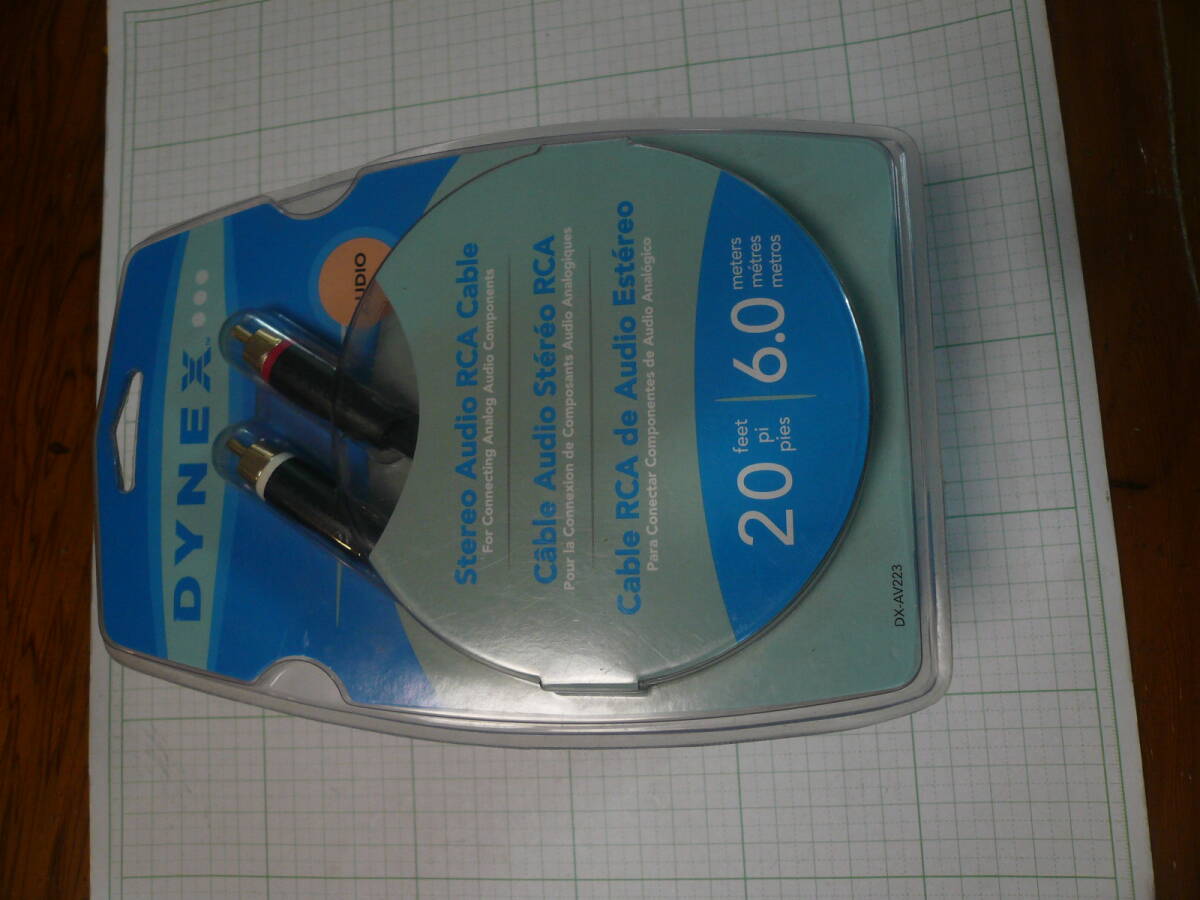 DYNEX™
UDIO
Stereo Audio RCA Cable
For Connecting Analog Audio Components
Câble Audio Stéréo RCA
Pour la Connexion de Composants Audio Analogiques
Cable RCA de Audio Estéreo
Para Conectar Componentes de Audio Analógico
20 feet pi pies
6.0 meters mètres metros
DX-AV223